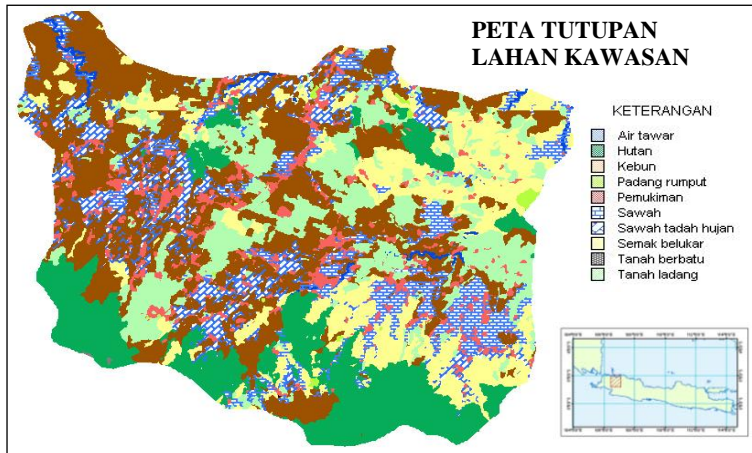 PETA TUTUPAN
LAHAN KAWASAN
KETERANGAN
Air tawar
Hutan
Kebun
Padang rumput
Pemukiman
Sawah
Sawah tadah hujan
Semak belukar
Tanah berbatu
Tanah ladang